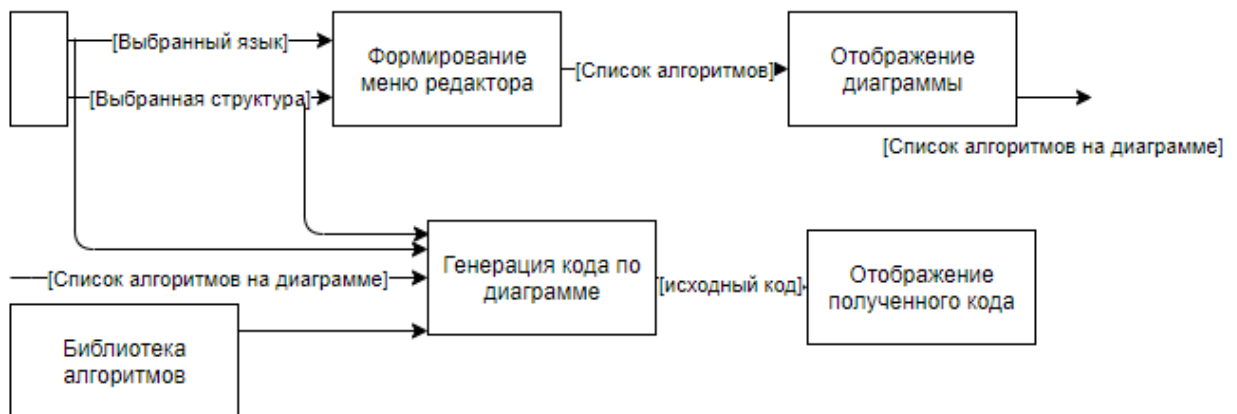 [Выбранный язык]
Формирование
меню редактора
[Список алгоритмов]
Отображение
диаграммы
[Выбранная структура]
[Список алгоритмов на диаграмме]
[Список алгоритмов на диаграмме]
Генерация кода по
диаграмме
[исходный код]
Отображение
полученного кода
Библиотека
алгоритмов